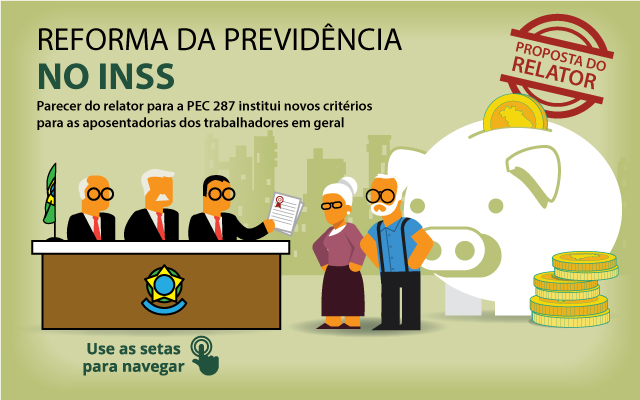 REFORMA DA PREVIDÊNCIA
NO INSS
Parecer do relator para a PEC 287 institui novos critérios
para as aposentadorias dos trabalhadores em geral
PROPOSTA DO
RELATOR
Use as setas
para navegar